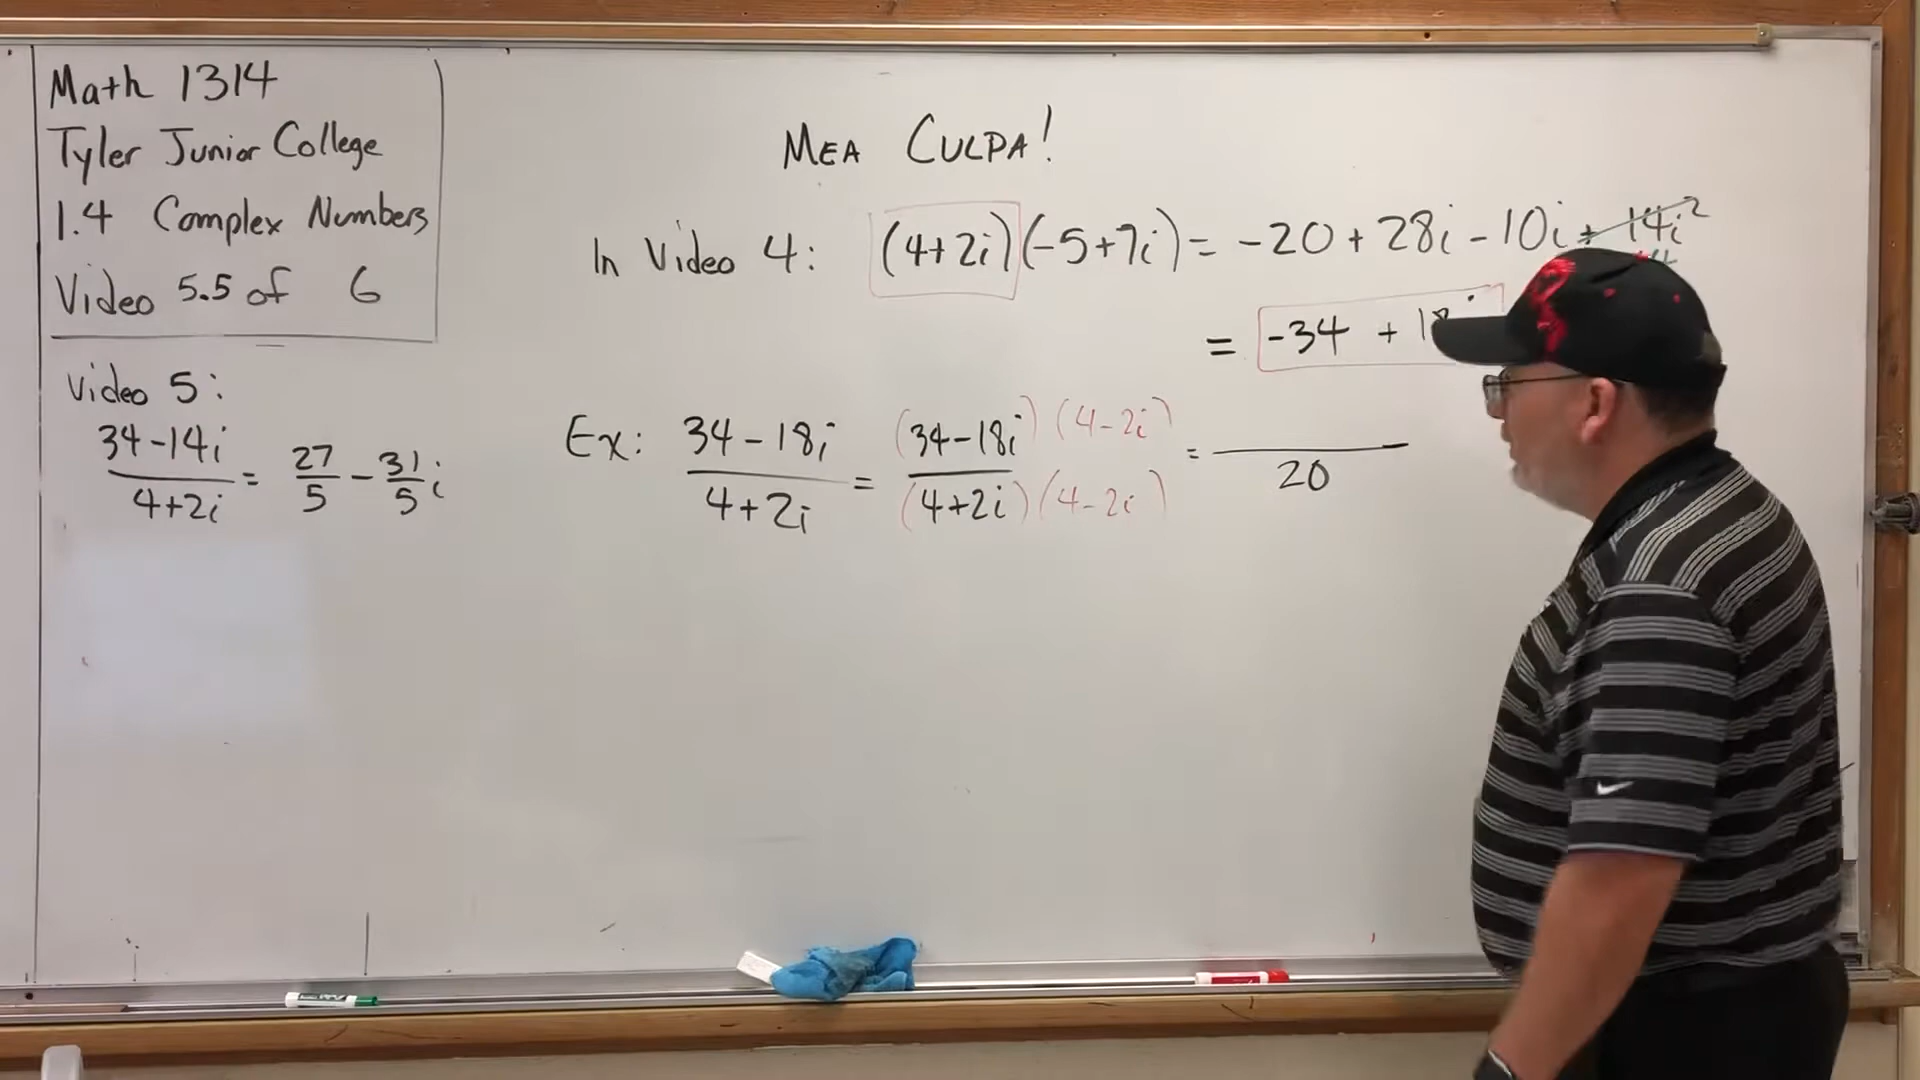 Math 1314
Tyler Junior College
1.4 Complex Numbers
Video 5.5 of 6
Video 5:
34-14i / 4+2i = 27/5 - 31/5 i
MEA CULPA!
In Video 4: (4+2i)(-5+7i) = -20 + 28i - 10i + 14i²
= -34 + 18i
Ex: 34-18i / 4+2i = (34-18i)(4-2i) / (4+2i)(4-2i) = / 20